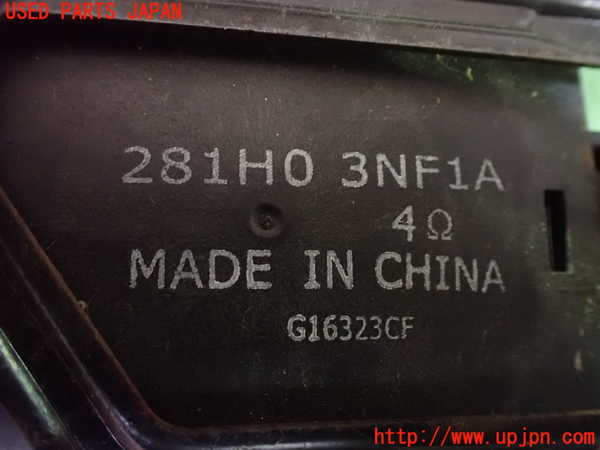 USED PARTS JAPAN
281H0 3NF1A
4Ω
MADE IN CHINA
G16323CF
http://www.upjpn.com/